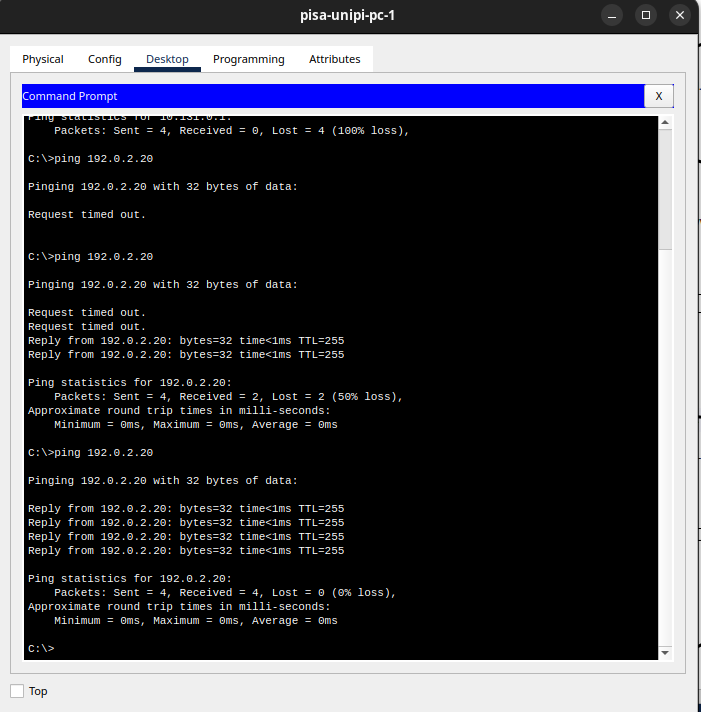 pisa-unipi-pc-1
Physical Config Desktop Programming Attributes
Command Prompt X
Ping statistics for 10.131.0.1:
    Packets: Sent = 4, Received = 0, Lost = 4 (100% loss),
C:\>ping 192.0.2.20
Pinging 192.0.2.20 with 32 bytes of data:
Request timed out.
C:\>ping 192.0.2.20
Pinging 192.0.2.20 with 32 bytes of data:
Request timed out.
Request timed out.
Reply from 192.0.2.20: bytes=32 time<1ms TTL=255
Reply from 192.0.2.20: bytes=32 time<1ms TTL=255
Ping statistics for 192.0.2.20:
    Packets: Sent = 4, Received = 2, Lost = 2 (50% loss),
Approximate round trip times in milli-seconds:
    Minimum = 0ms, Maximum = 0ms, Average = 0ms
C:\>ping 192.0.2.20
Pinging 192.0.2.20 with 32 bytes of data:
Reply from 192.0.2.20: bytes=32 time<1ms TTL=255
Reply from 192.0.2.20: bytes=32 time<1ms TTL=255
Reply from 192.0.2.20: bytes=32 time<1ms TTL=255
Reply from 192.0.2.20: bytes=32 time<1ms TTL=255
Ping statistics for 192.0.2.20:
    Packets: Sent = 4, Received = 4, Lost = 0 (0% loss),
Approximate round trip times in milli-seconds:
    Minimum = 0ms, Maximum = 0ms, Average = 0ms
C:\>
Top